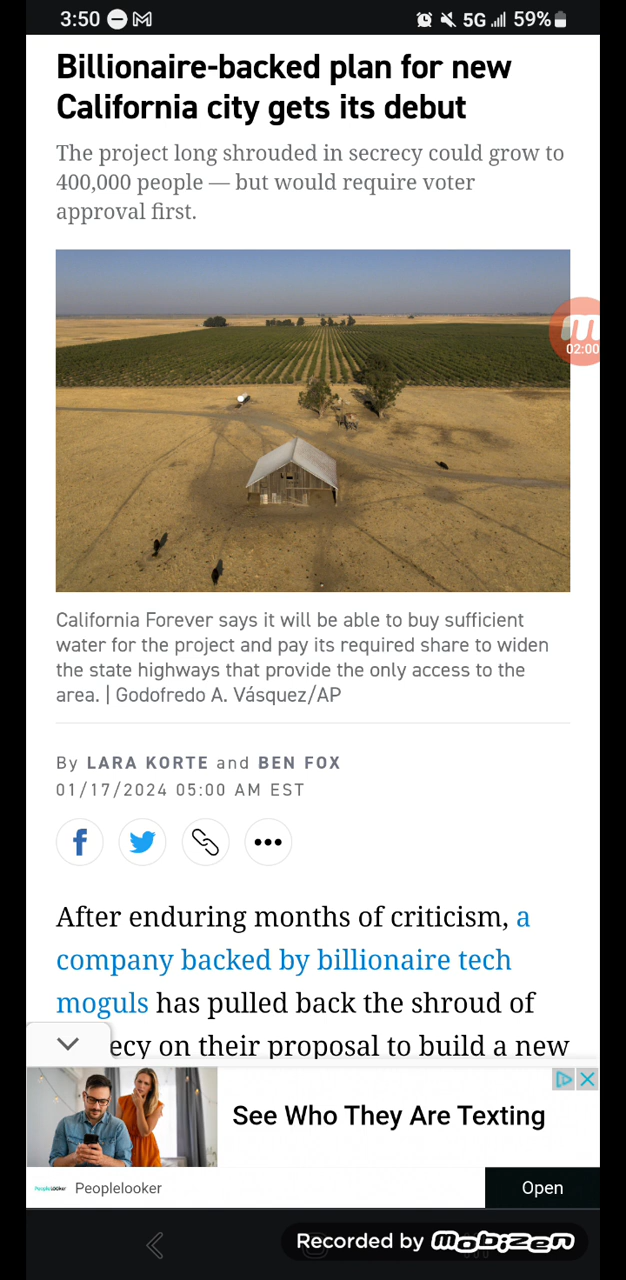 3:50
5G
59%
Billionaire-backed plan for new
California city gets its debut
The project long shrouded in secrecy could grow to
400,000 people — but would require voter
approval first.
02:00
California Forever says it will be able to buy sufficient
water for the project and pay its required share to widen
the state highways that provide the only access to the
area. | Godofredo A. Vásquez/AP
By LARA KORTE and BEN FOX
01/17/2024 05:00 AM EST
After enduring months of criticism, a
company backed by billionaire tech
moguls has pulled back the shroud of
ecy on their proposal to build a new
See Who They Are Texting
PeopleLooker Peoplelooker
Open
Recorded by mobizen